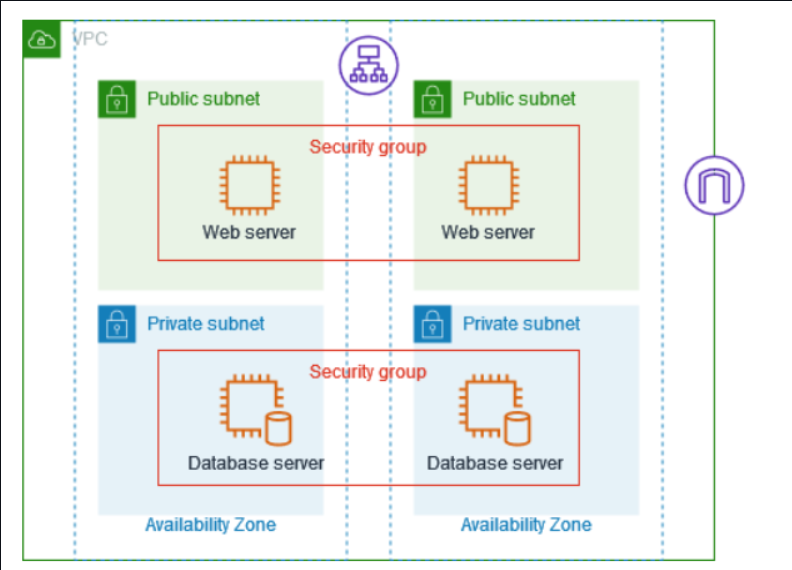 VPC
Public subnet
Public subnet
Security group
Web server
Web server
Private subnet
Private subnet
Security group
Database server
Database server
Availability Zone
Availability Zone